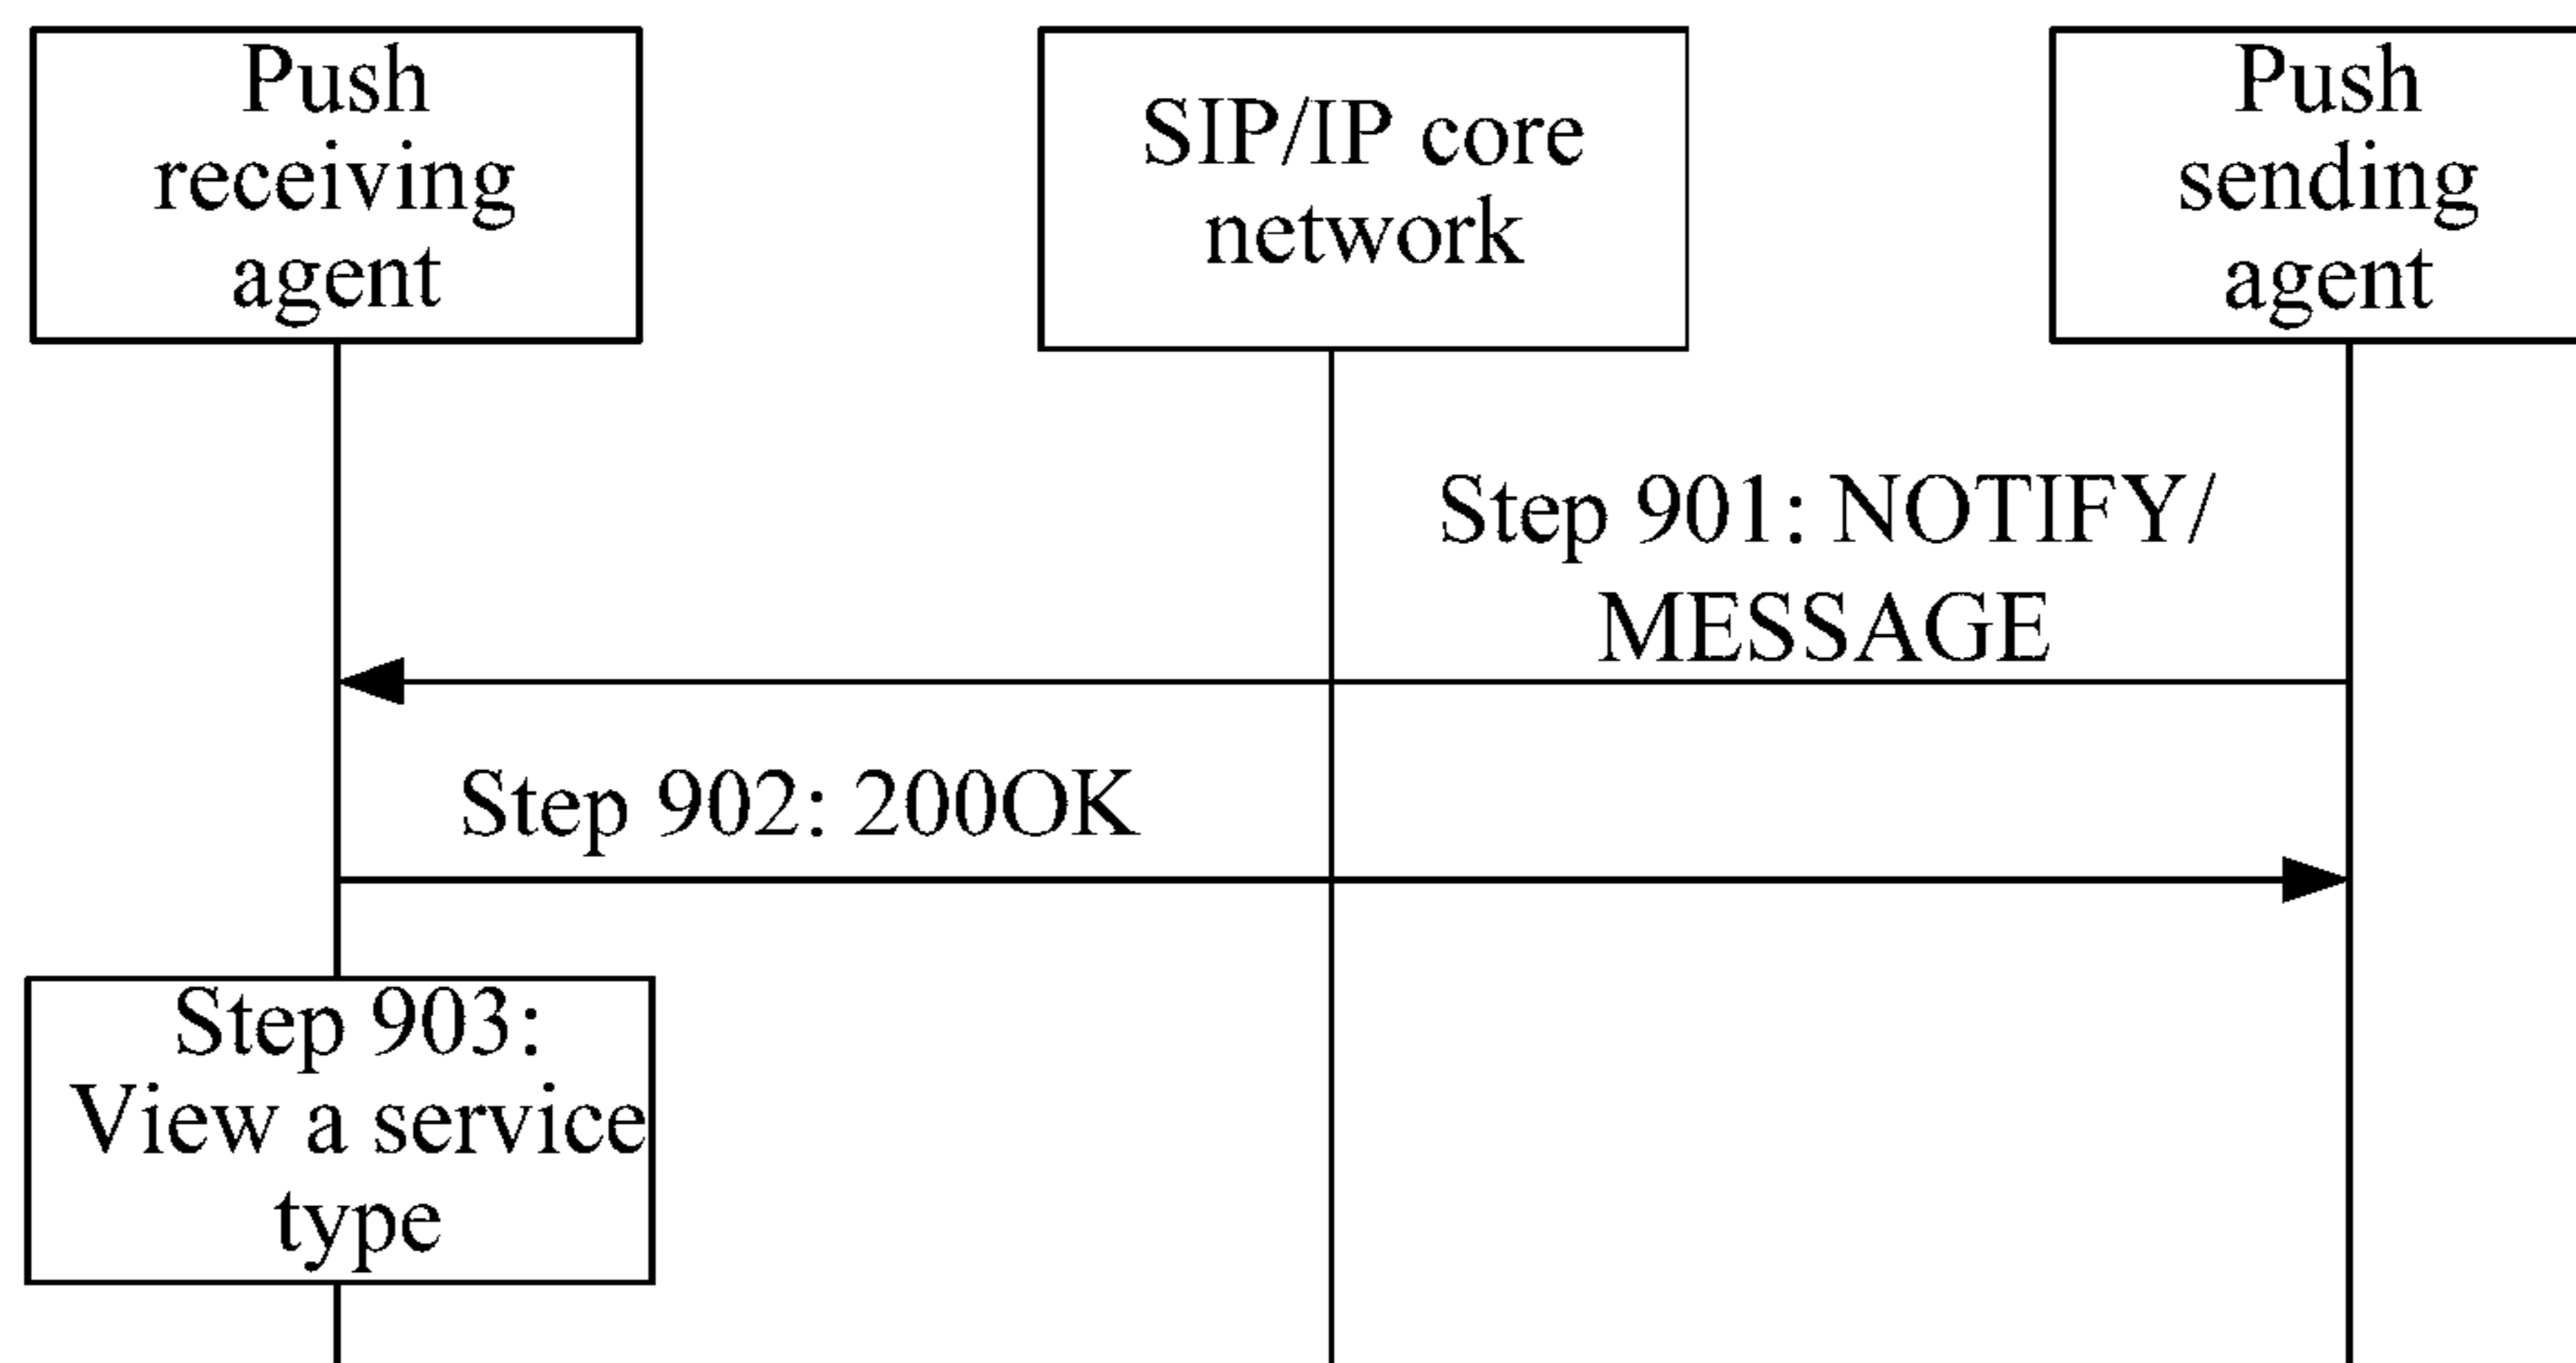 Push
receiving
agent
SIP/IP core
network
Push
sending
agent
Step 901: NOTIFY/
MESSAGE
Step 902: 200OK
Step 903:
View a service
type